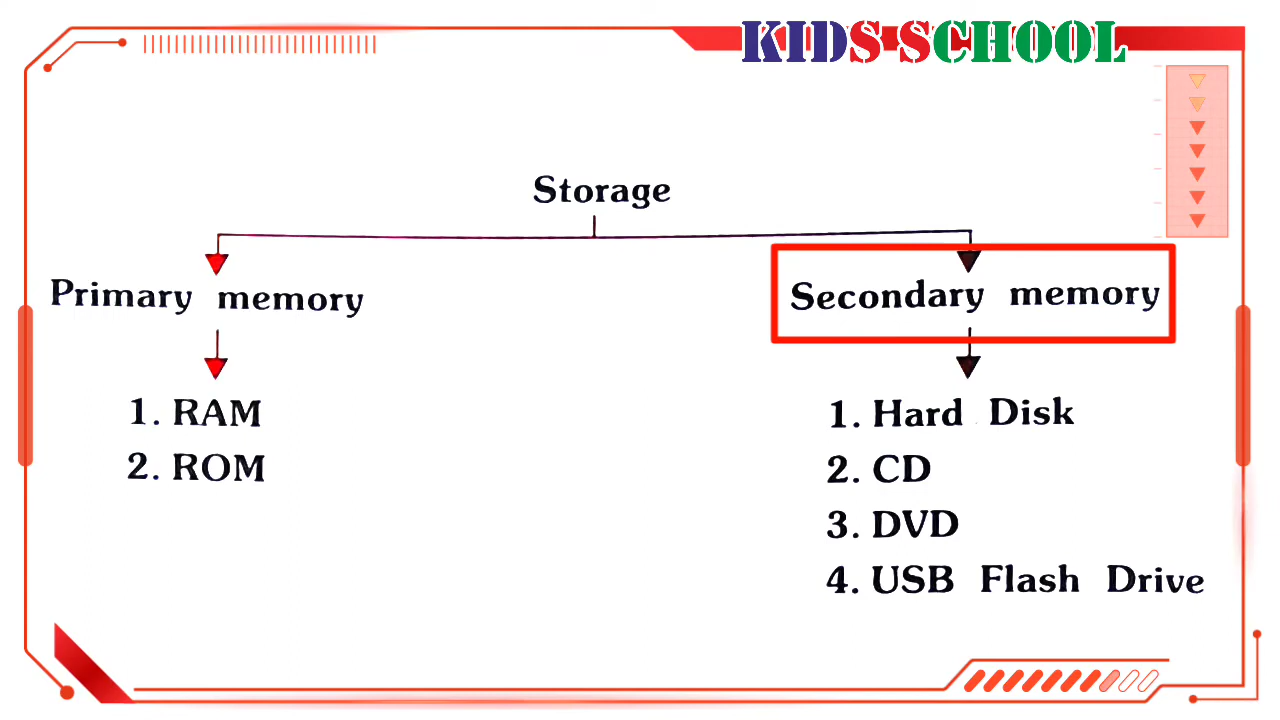 KIDS SCHOOL
Storage
Primary memory
Secondary memory
1. RAM
2. ROM
1. Hard Disk
2. CD
3. DVD
4. USB Flash Drive